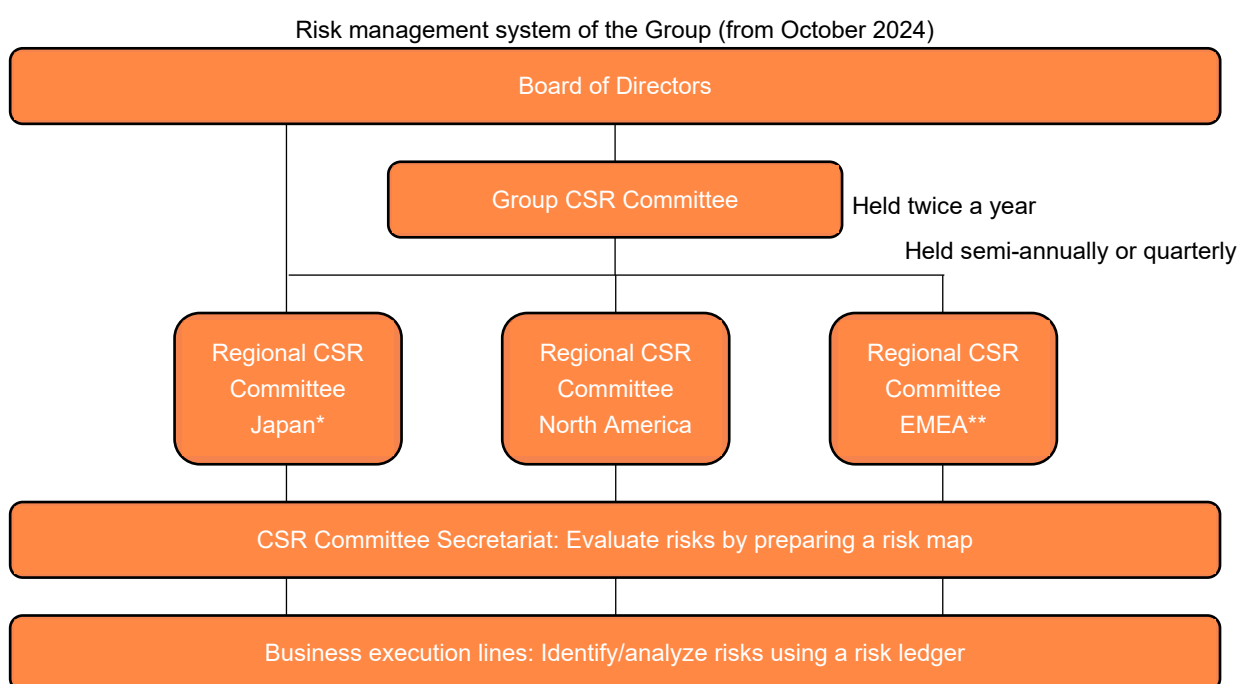 Risk management system of the Group (from October 2024)
Board of Directors
Group CSR Committee
Held twice a year
Held semi-annually or quarterly
Regional CSR
Committee
Japan*
Regional CSR
Committee
North America
Regional CSR
Committee
EMEA**
CSR Committee Secretariat: Evaluate risks by preparing a risk map
Business execution lines: Identify/analyze risks using a risk ledger